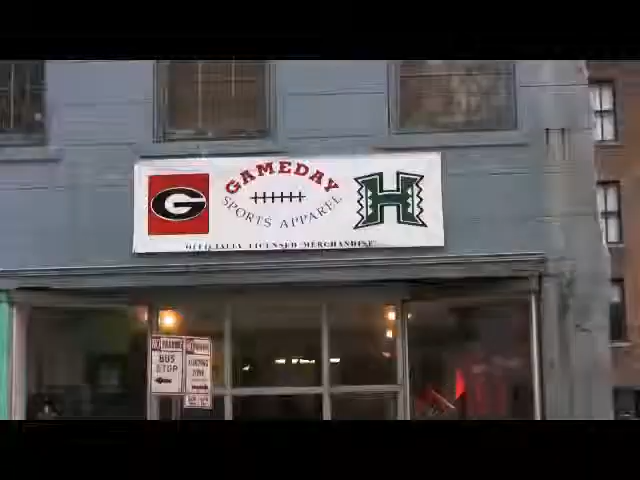 GAMEDAY
SPORTS APPAREL
G
H
OFFICIALLY LICENSED MERCHANDISE
BUS
STOP